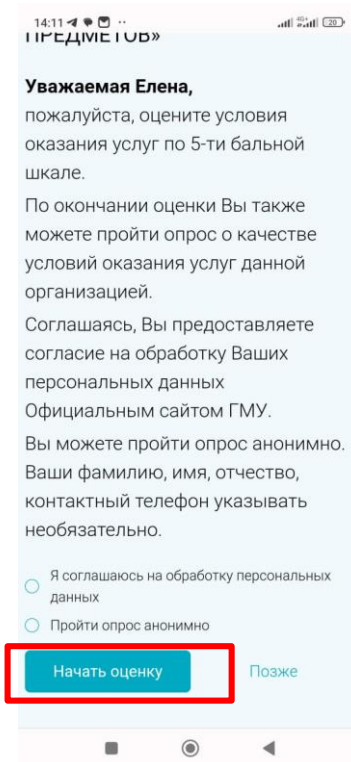 14:11
ПРЕДМЕТОВ»
Уважаемая Елена,
пожалуйста, оцените условия
оказания услуг по 5-ти бальной
шкале.
По окончании оценки Вы также
можете пройти опрос о качестве
условий оказания услуг данной
организацией.
Соглашаясь, Вы предоставляете
согласие на обработку Ваших
персональных данных
Официальным сайтом ГМУ.
Вы можете пройти опрос анонимно.
Ваши фамилию, имя, отчество,
контактный телефон указывать
необязательно.
Я соглашаюсь на обработку персональных
данных
Пройти опрос анонимно
Начать оценку Позже